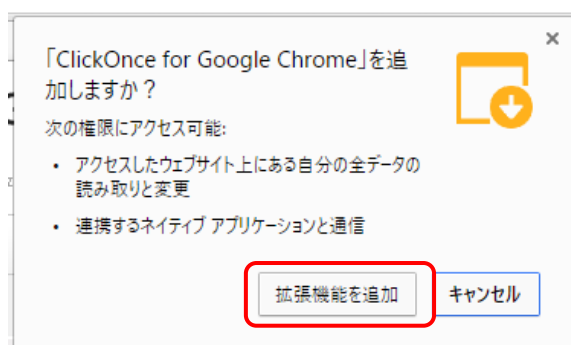 「ClickOnce for Google Chrome」を追
加しますか？
次の権限にアクセス可能:
• アクセスしたウェブサイト上にある自分の全データの
読み取りと変更
• 連携するネイティブ アプリケーションと通信
拡張機能を追加
キャンセル